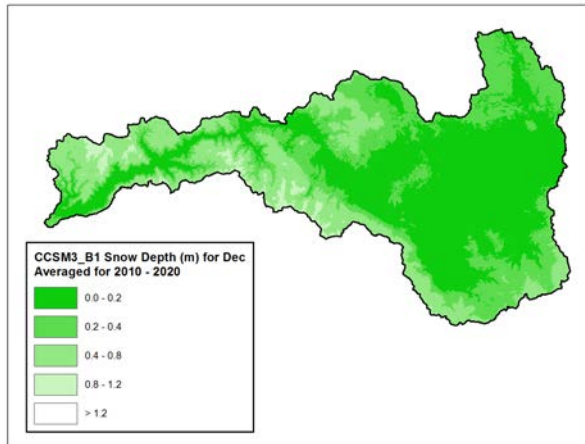 CCSM3_B1 Snow Depth (m) for Dec
Averaged for 2010 - 2020
0.0 - 0.2
0.2 - 0.4
0.4 - 0.8
0.8 - 1.2
> 1.2